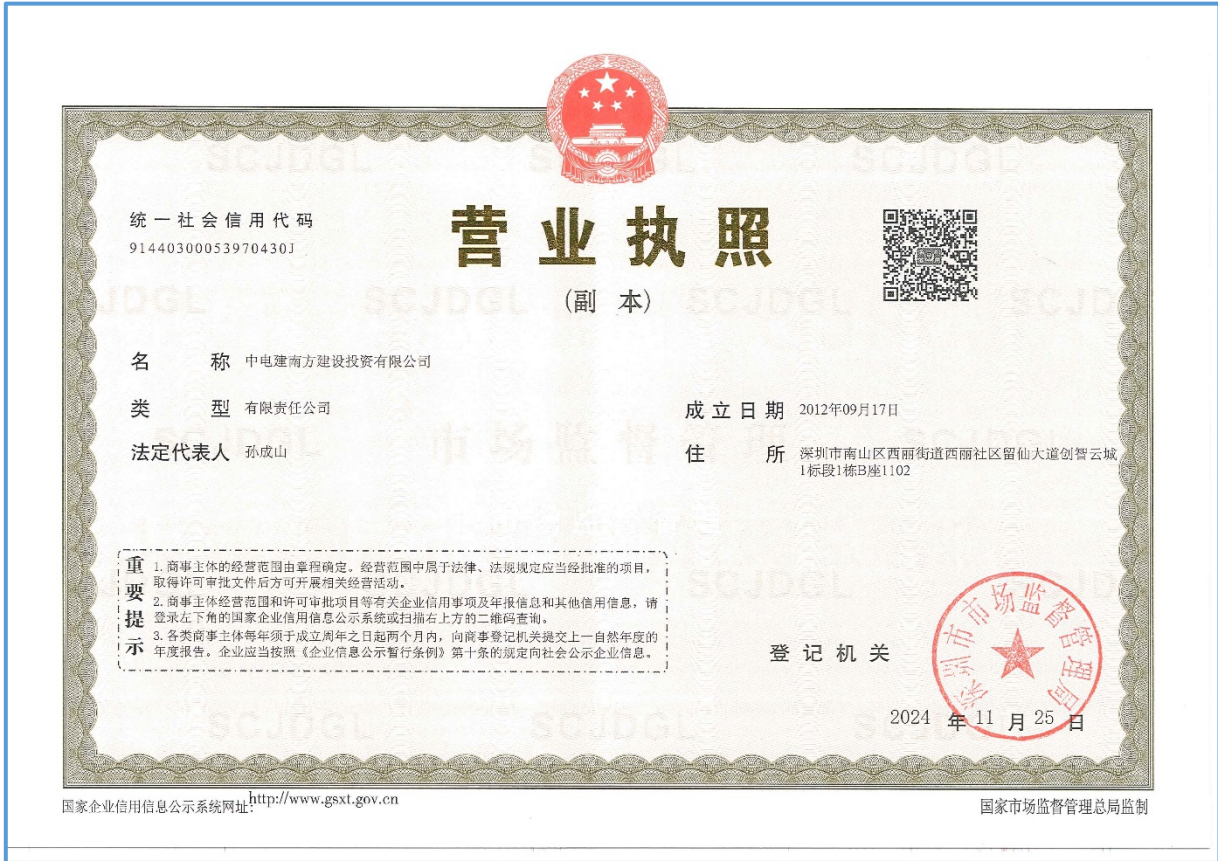 统一社会信用代码
91440300053970430J
营业执照
(副 本)
名 称 中电建南方建设投资有限公司
类 型 有限责任公司
法定代表人 孙成山
成立日期 2012年09月17日
住 所 深圳市南山区西丽街道西丽社区留仙大道创智云城
1标段1栋B座1102
重要提示
1. 商事主体的经营范围由章程确定。经营范围中属于法律、法规规定应当经批准的项目,
取得许可审批文件后方可开展相关经营活动。
2. 商事主体经营范围和许可审批项目等有关企业信用事项及年报信息和其他信用信息,请
登录左下角的国家企业信用信息公示系统或扫描右上方的二维码查询。
3. 各类商事主体每年须于成立周年之日起两个月内,向商事登记机关提交上一自然年度的
年度报告。企业应当按照《企业信息公示暂行条例》第十条的规定向社会公示企业信息。
登记机关
深圳市市场监督管理局
2024 年 11 月 25 日
国家企业信用信息公示系统网址:http://www.gsxt.gov.cn
国家市场监督管理总局监制
SCJDGL
市场监督管理